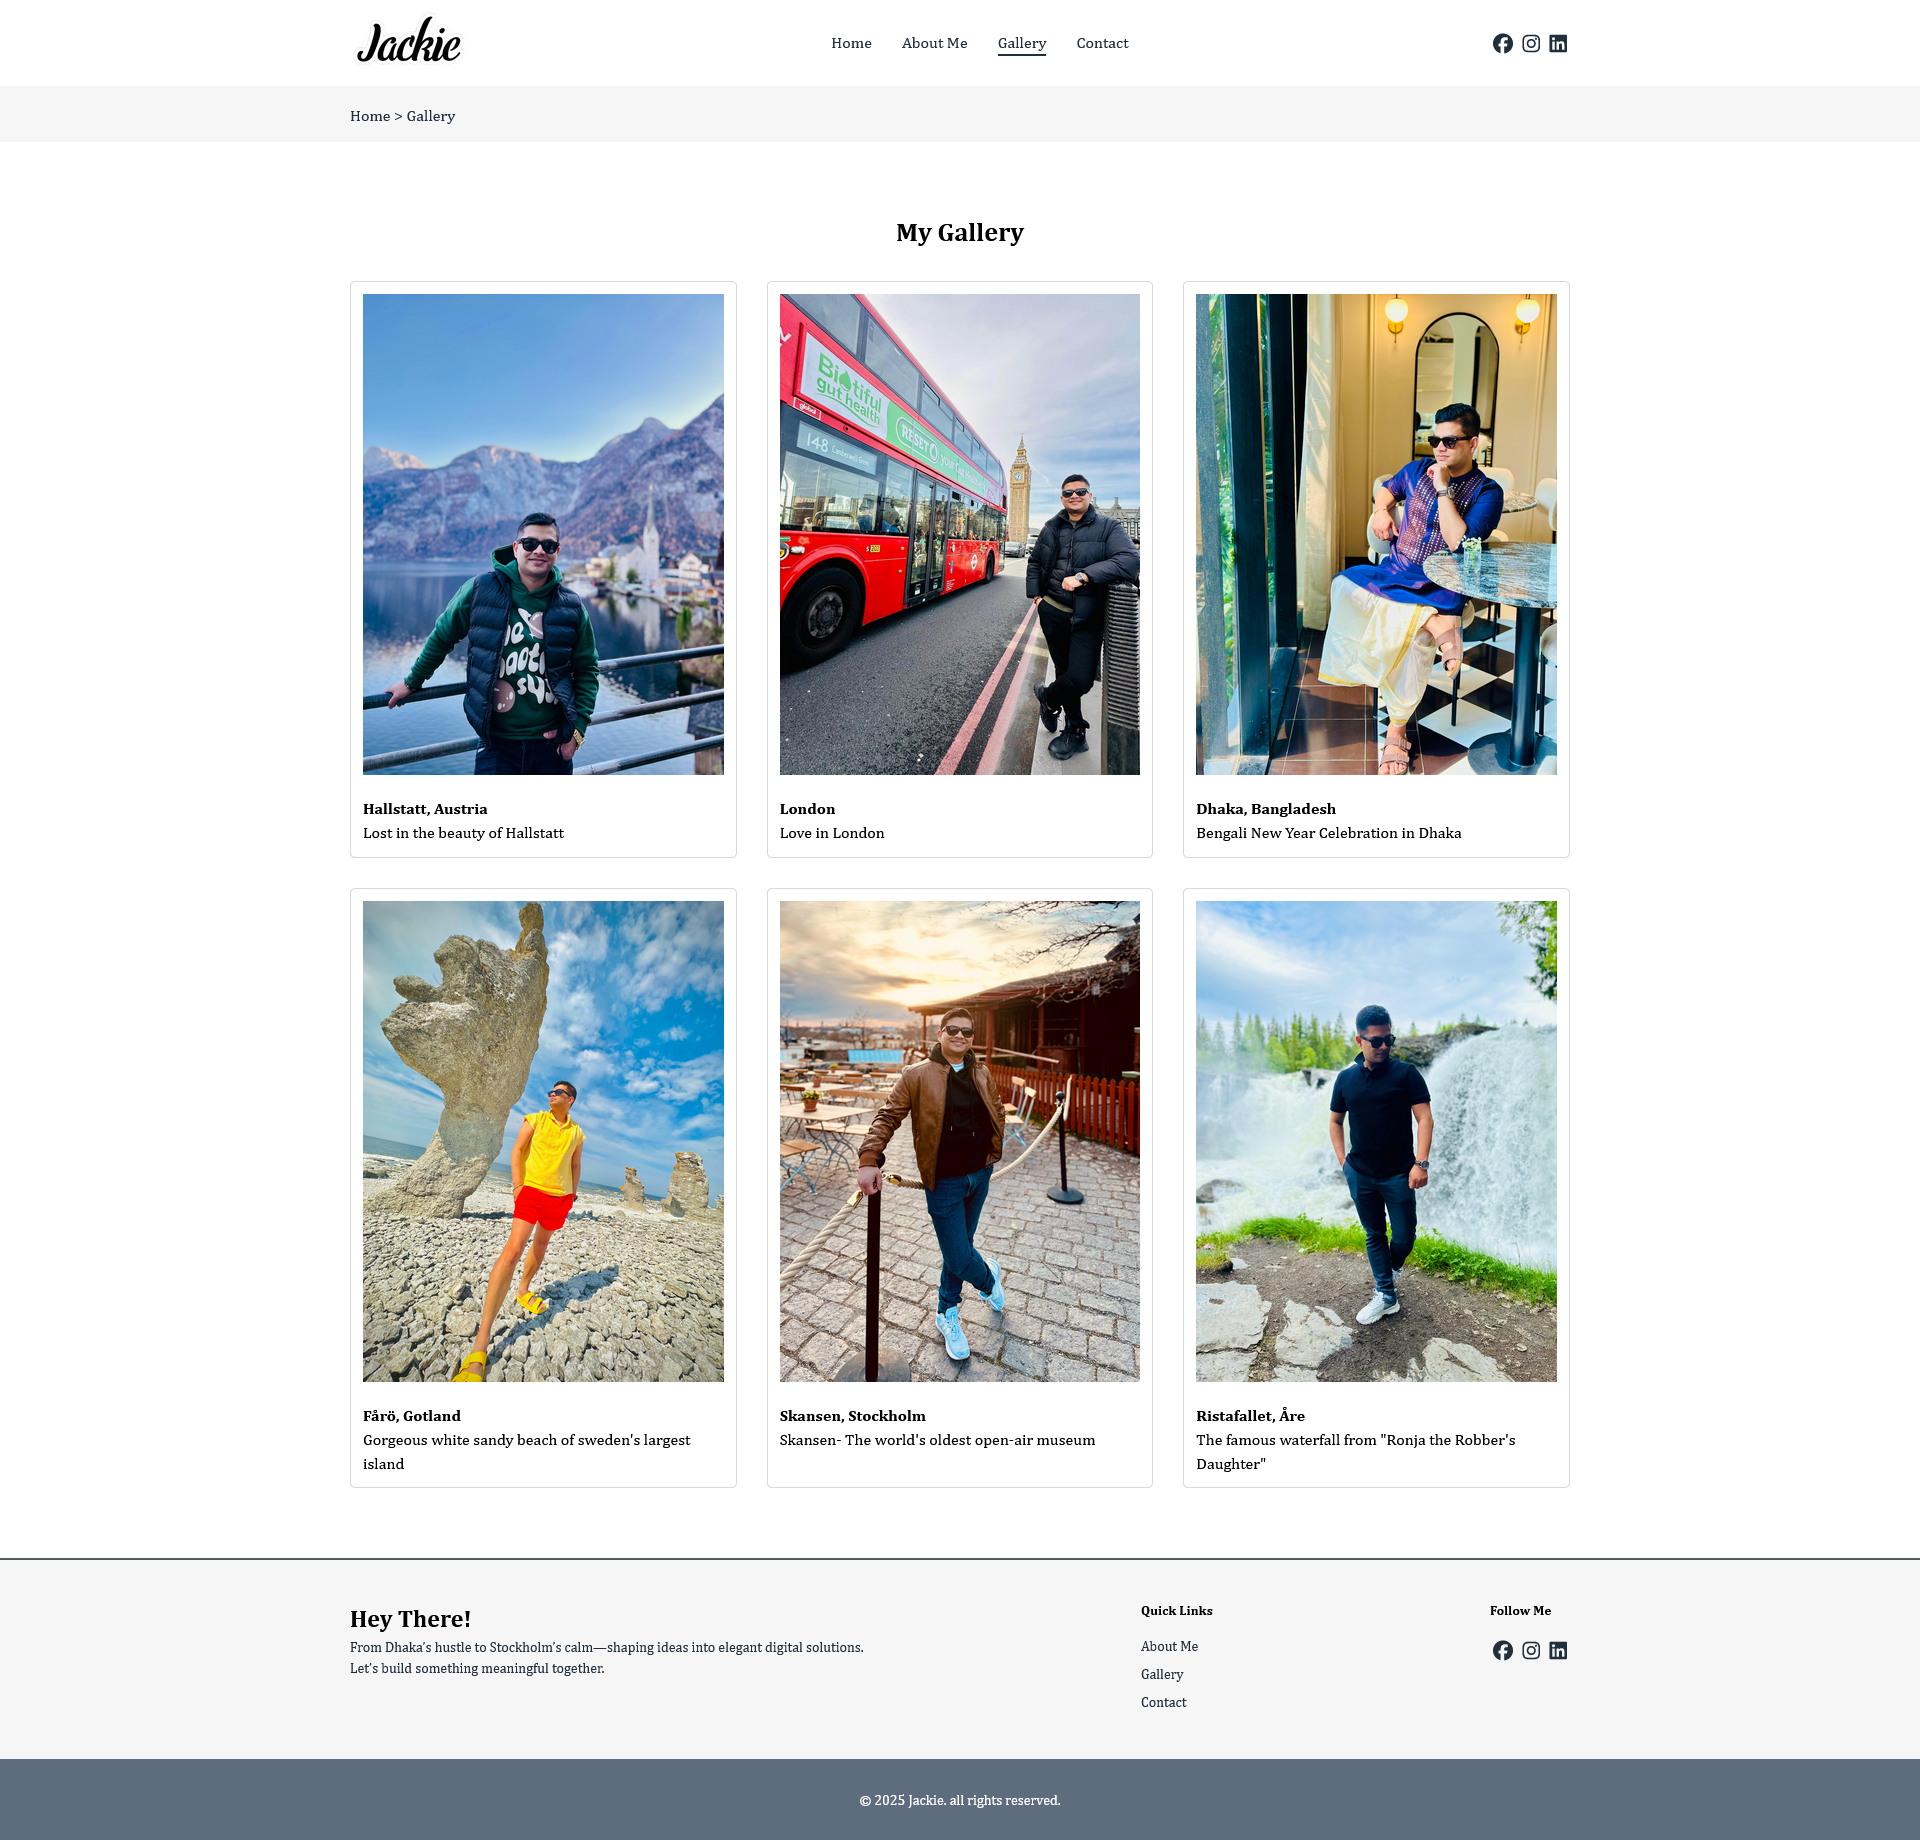 Jackie
Home
About Me
Gallery
Contact
Home > Gallery
My Gallery
Bi tiful
gut health
global
RESET
148
Hallstatt, Austria
Lost in the beauty of Hallstatt
London
Love in London
Dhaka, Bangladesh
Bengali New Year Celebration in Dhaka
Fårö, Gotland
Gorgeous white sandy beach of sweden's largest
island
Skansen, Stockholm
Skansen- The world's oldest open-air museum
Ristafallet, Åre
The famous waterfall from "Ronja the Robber's
Daughter"
Hey There!
From Dhaka’s hustle to Stockholm’s calm—shaping ideas into elegant digital solutions.
Let’s build something meaningful together.
Quick Links
About Me
Gallery
Contact
Follow Me
© 2025 Jackie. all rights reserved.